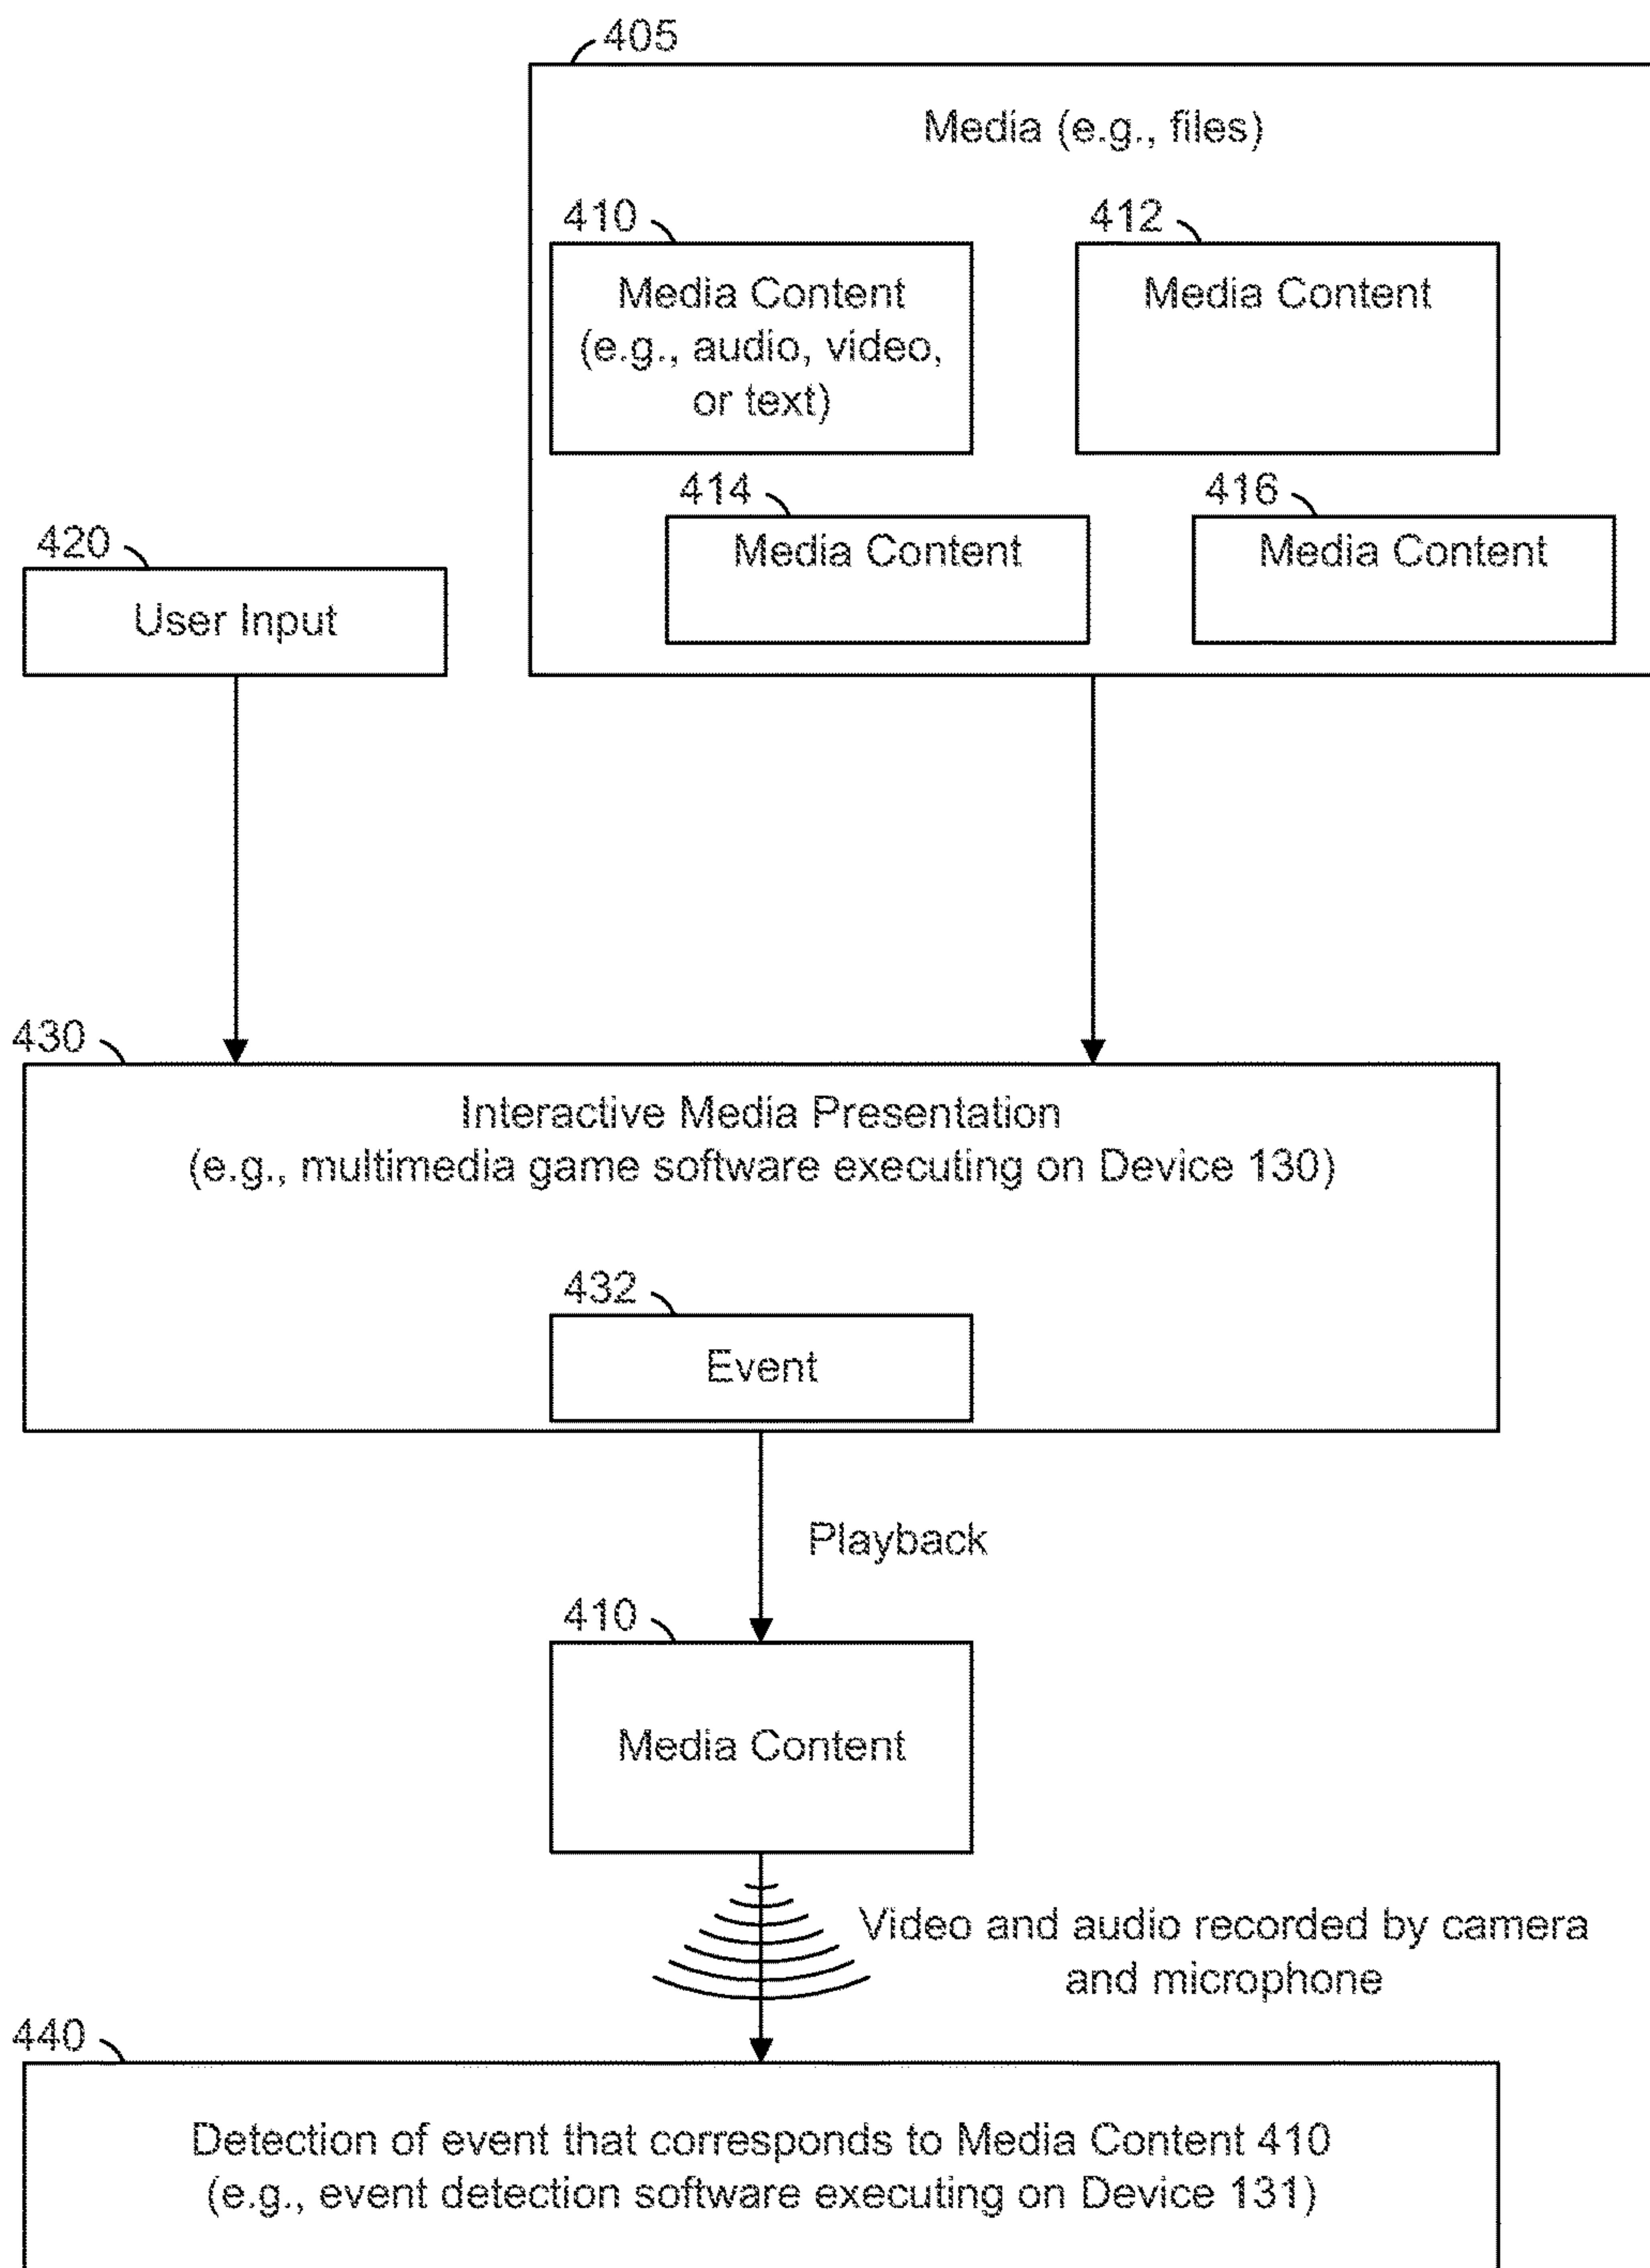 405
Media (e.g., files)
410
412
Media Content
(e.g., audio, video,
or text)
Media Content
414
416
Media Content
Media Content
420
User Input
430
Interactive Media Presentation
(e.g., multimedia game software executing on Device 130)
432
Event
Playback
410
Media Content
Video and audio recorded by camera
and microphone
440
Detection of event that corresponds to Media Content 410
(e.g., event detection software executing on Device 131)